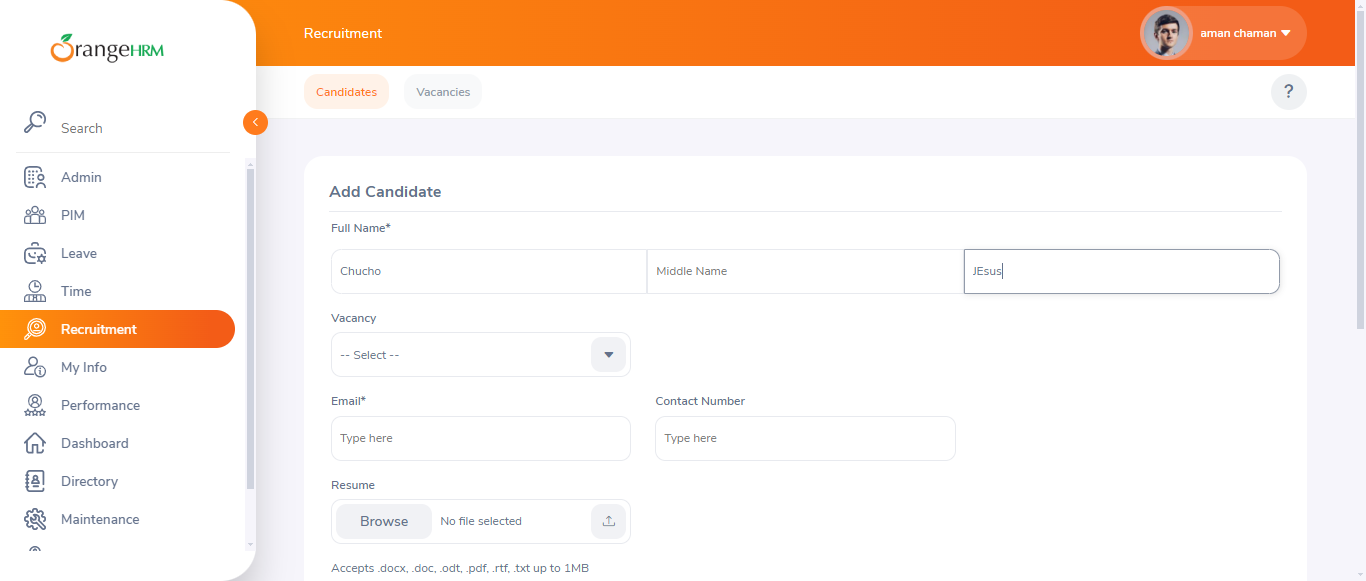 OrangeHRM
Recruitment
aman chaman
Candidates
Vacancies
?
Search
Admin
PIM
Leave
Time
Recruitment
My Info
Performance
Dashboard
Directory
Maintenance
Add Candidate
Full Name*
Chucho
Middle Name
JEsus
Vacancy
-- Select --
Email*
Contact Number
Type here
Type here
Resume
Browse
No file selected
Accepts .docx, .doc, .odt, .pdf, .rtf, .txt up to 1MB